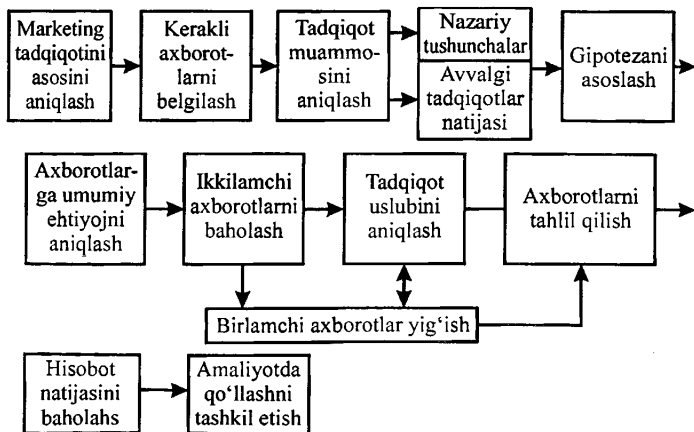 Marketing
tadqiqotini
asosini
aniqlash
Kerakli
axborot-
larni
belgilash
Tadqiqot
muammo-
sini
aniqlash
Nazariy
tushunchalar
Avvalgi
tadqiqotlar
natijasi
Gipotezani
asoslash
Axborotlar-
ga umumiy
ehtiyojni
aniqlash
Ikkilamchi
axborotlarni
baholash
Tadqiqot
uslubini
aniqlash
Axborotlarni
tahlil qilish
Birlamchi axborotlar yig‘ish
Hisobot
natijasini
baholahs
Amaliyotda
qo‘llashni
tashkil etish